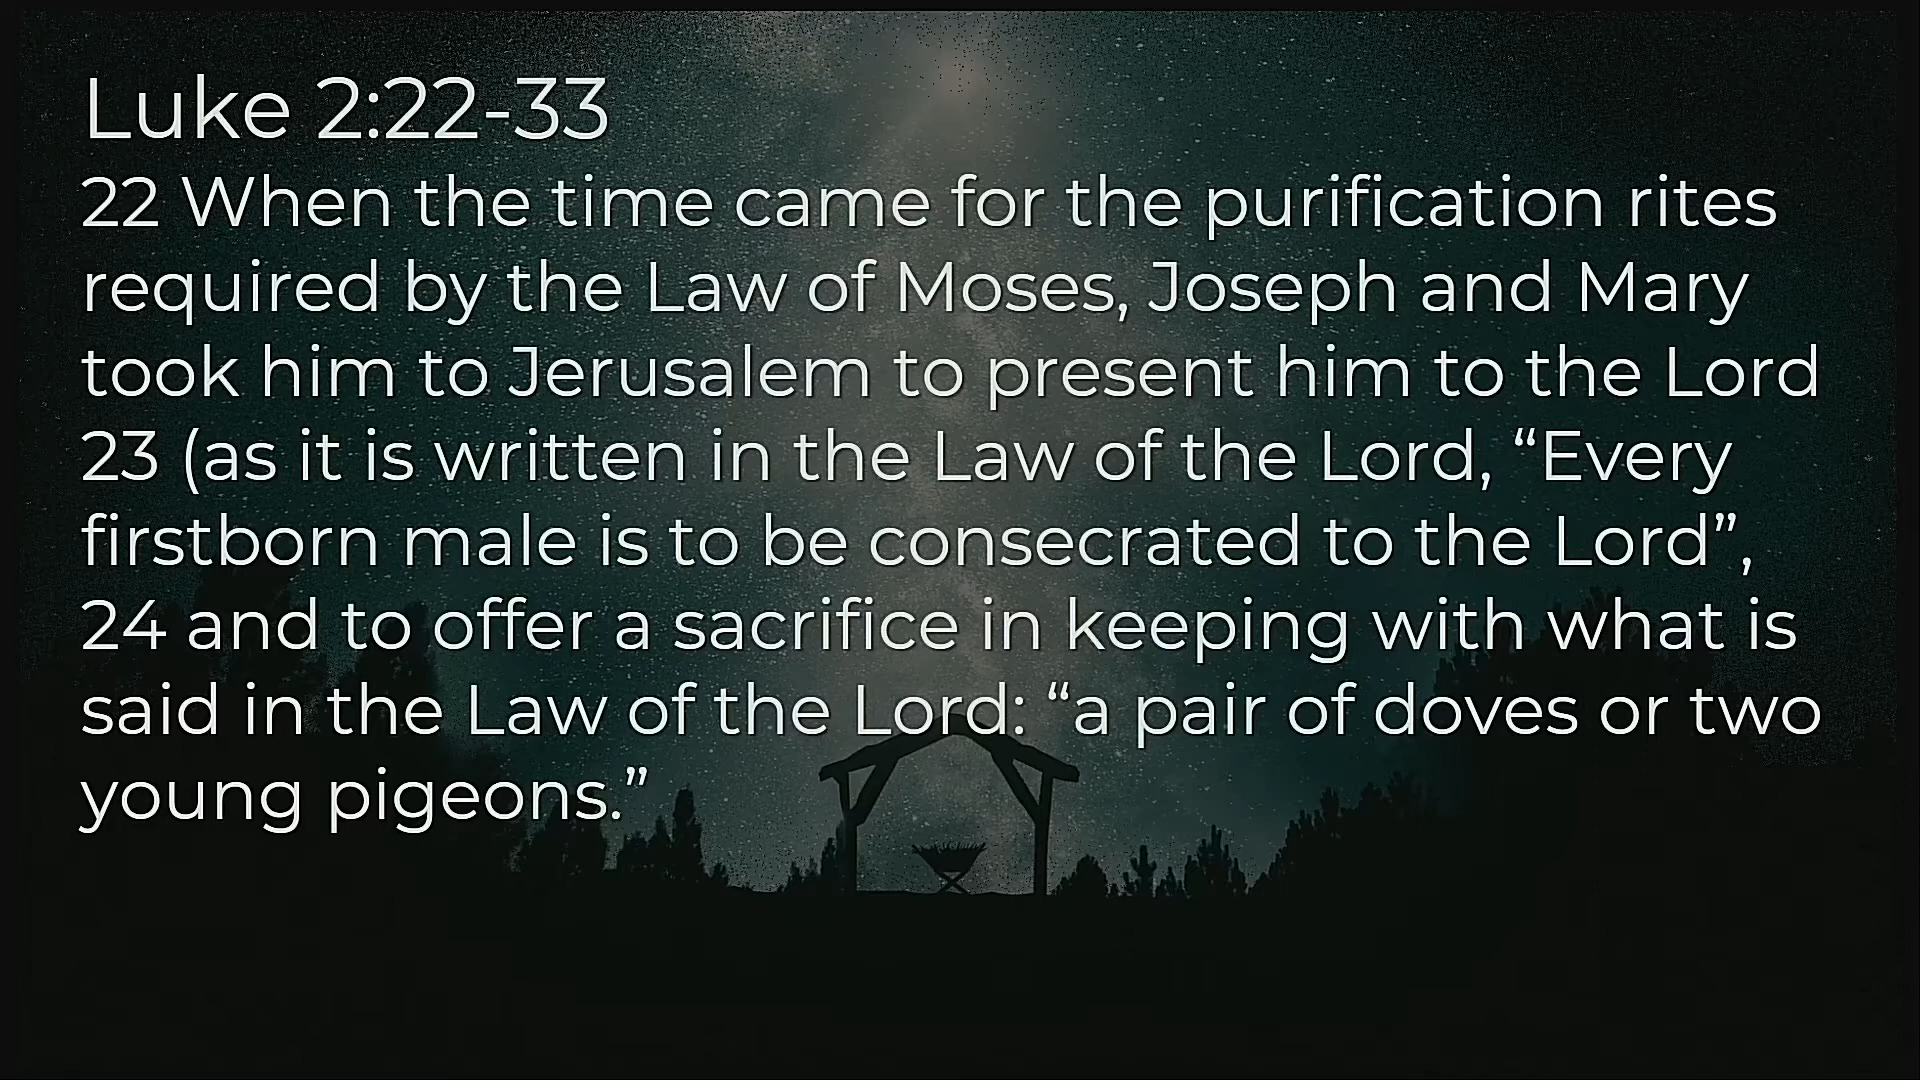 Luke 2:22-33
22 When the time came for the purification rites
required by the Law of Moses, Joseph and Mary
took him to Jerusalem to present him to the Lord
23 (as it is written in the Law of the Lord, “Every
firstborn male is to be consecrated to the Lord”,
24 and to offer a sacrifice in keeping with what is
said in the Law of the Lord: “a pair of doves or two
young pigeons.”